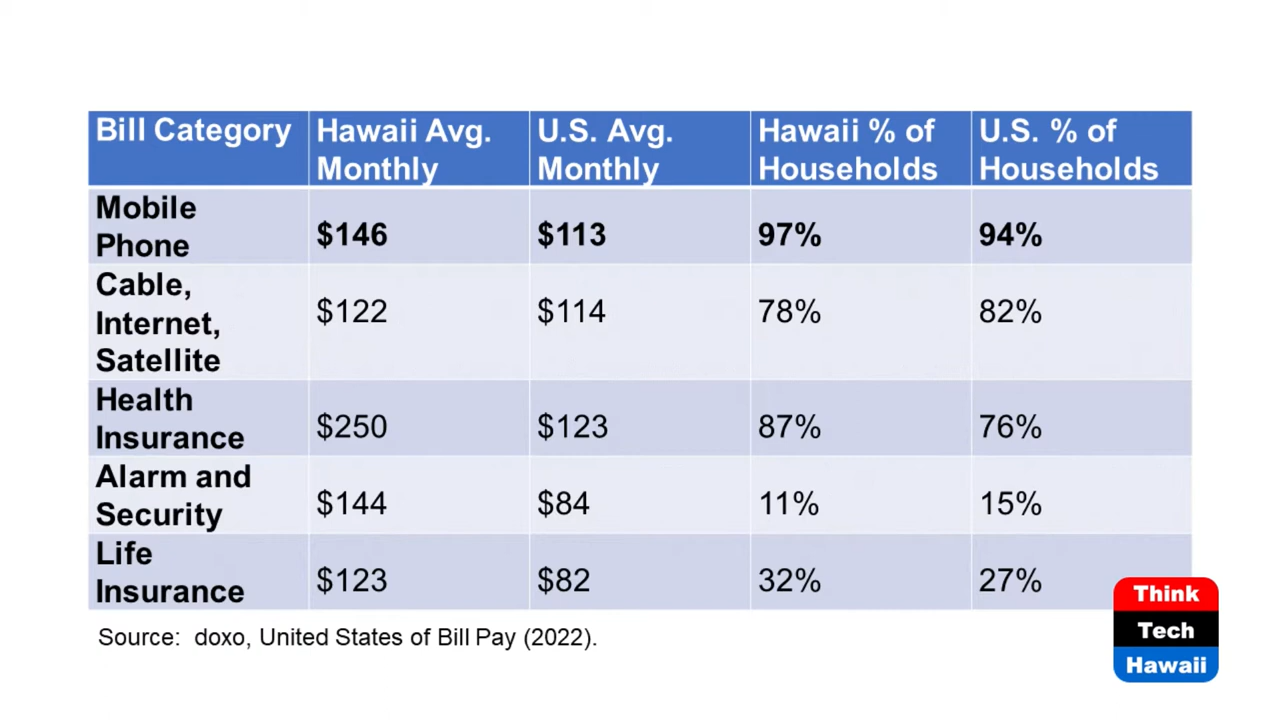 Bill Category Hawaii Avg. Monthly U.S. Avg. Monthly Hawaii % of Households U.S. % of Households
Mobile Phone $146 $113 97% 94%
Cable, Internet, Satellite $122 $114 78% 82%
Health Insurance $250 $123 87% 76%
Alarm and Security $144 $84 11% 15%
Life Insurance $123 $82 32% 27%
Source: doxo, United States of Bill Pay (2022).
Think
Tech
Hawaii